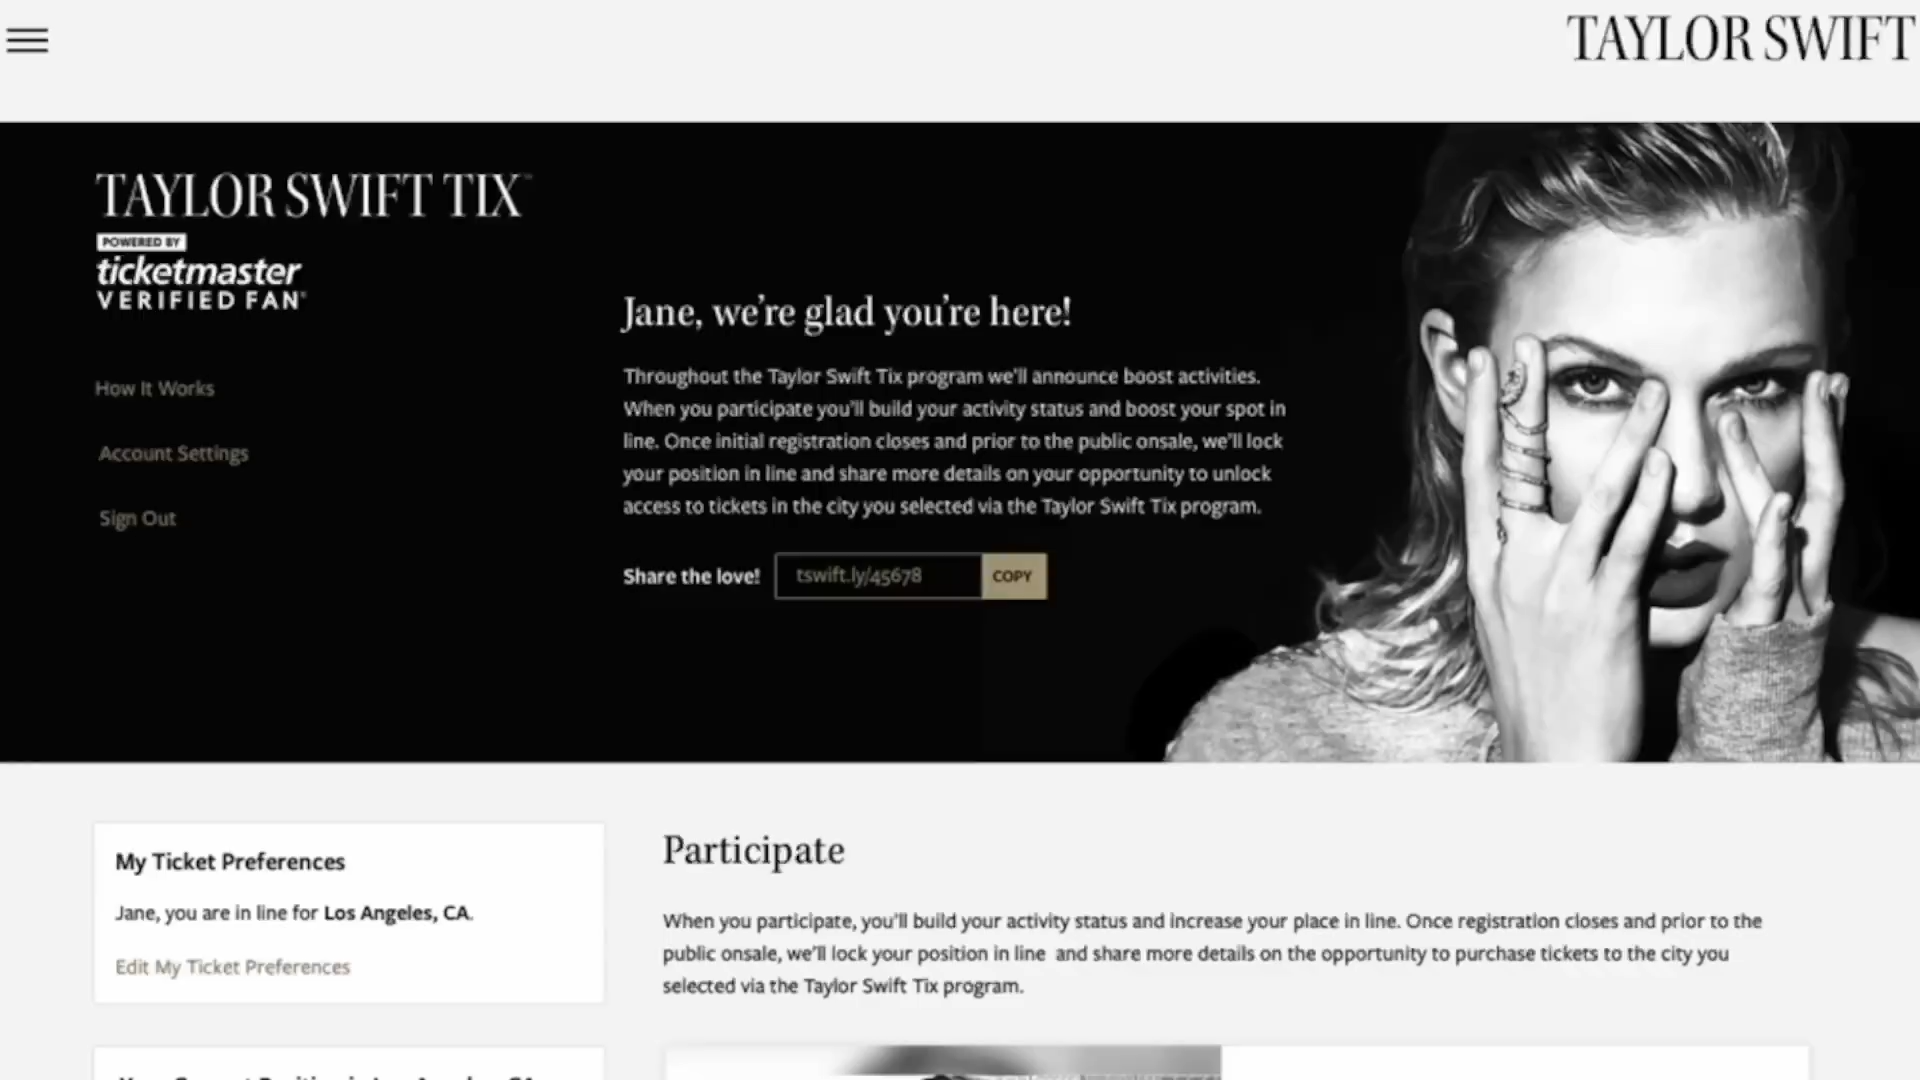 TAYLOR SWIFT
TAYLOR SWIFT TIX
POWERED BY
ticketmaster
VERIFIED FAN®
How It Works
Account Settings
Sign Out
Jane, we're glad you're here!
Throughout the Taylor Swift Tix program we'll announce boost activities.
When you participate you'll build your activity status and boost your spot in
line. Once initial registration closes and prior to the public onsale, we'll lock
your position in line and share more details on your opportunity to unlock
access to tickets in the city you selected via the Taylor Swift Tix program.
Share the love!
tswift.ly/45678
COPY
My Ticket Preferences
Jane, you are in line for Los Angeles, CA.
Edit My Ticket Preferences
Participate
When you participate, you'll build your activity status and increase your place in line. Once registration closes and prior to the
public onsale, we'll lock your position in line and share more details on the opportunity to purchase tickets to the city you
selected via the Taylor Swift Tix program.